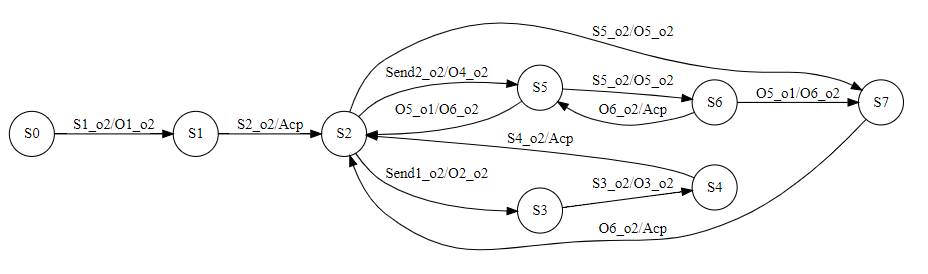 S5_o2/O5_o2
Send2_o2/O4_o2
S5
S5_o2/O5_o2
S6
O5_o1/O6_o2
S7
O5_o1/O6_o2
O6_o2/Acp
S0
S1_o2/O1_o2
S1
S2_o2/Acp
S2
S4_o2/Acp
Send1_o2/O2_o2
S3
S3_o2/O3_o2
S4
O6_o2/Acp